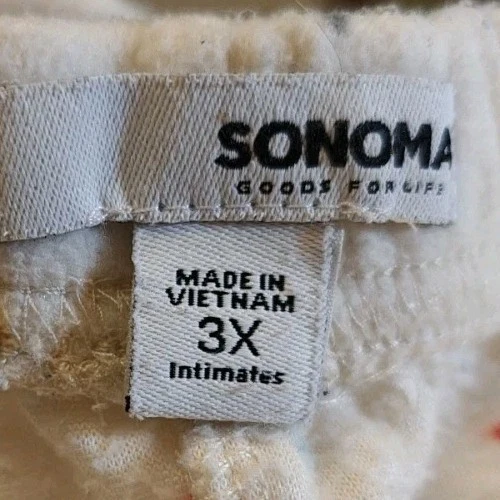 SONOMA
GOODS FOR LIFE
MADE IN
VIETNAM
3X
Intimates